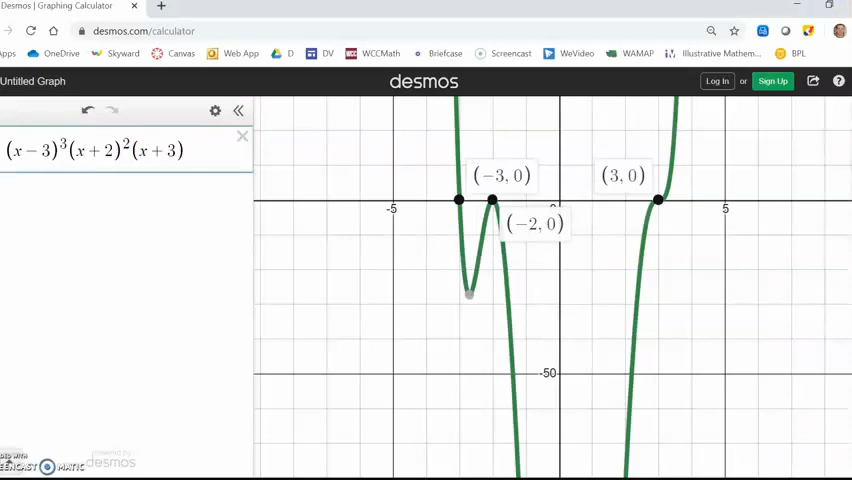 Desmos | Graphing Calculator
desmos.com/calculator
Apps OneDrive Skyward Canvas Web App D DV WCCMath Briefcase Screencast WeVideo WAMAP Illustrative Mathem... BPL
Untitled Graph
desmos
Log In or Sign Up
(x − 3)³(x + 2)²(x + 3)
(−3, 0)
(3, 0)
(−2, 0)
-5
5
-50
powered by
desmos
SCREENCAST MATIC